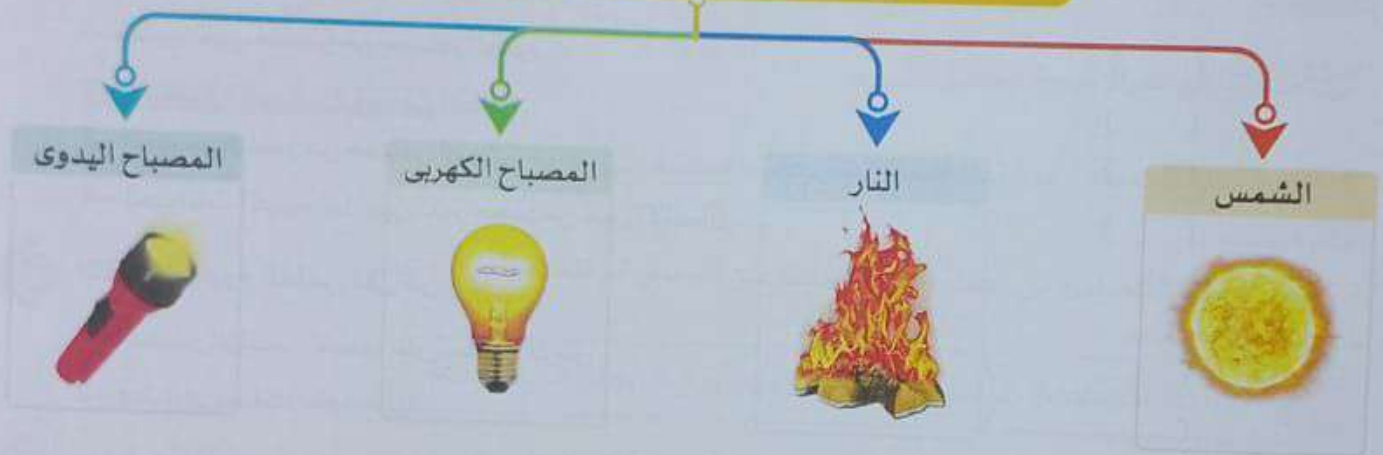 الشمس
النار
المصباح الكهربى
المصباح اليدوى